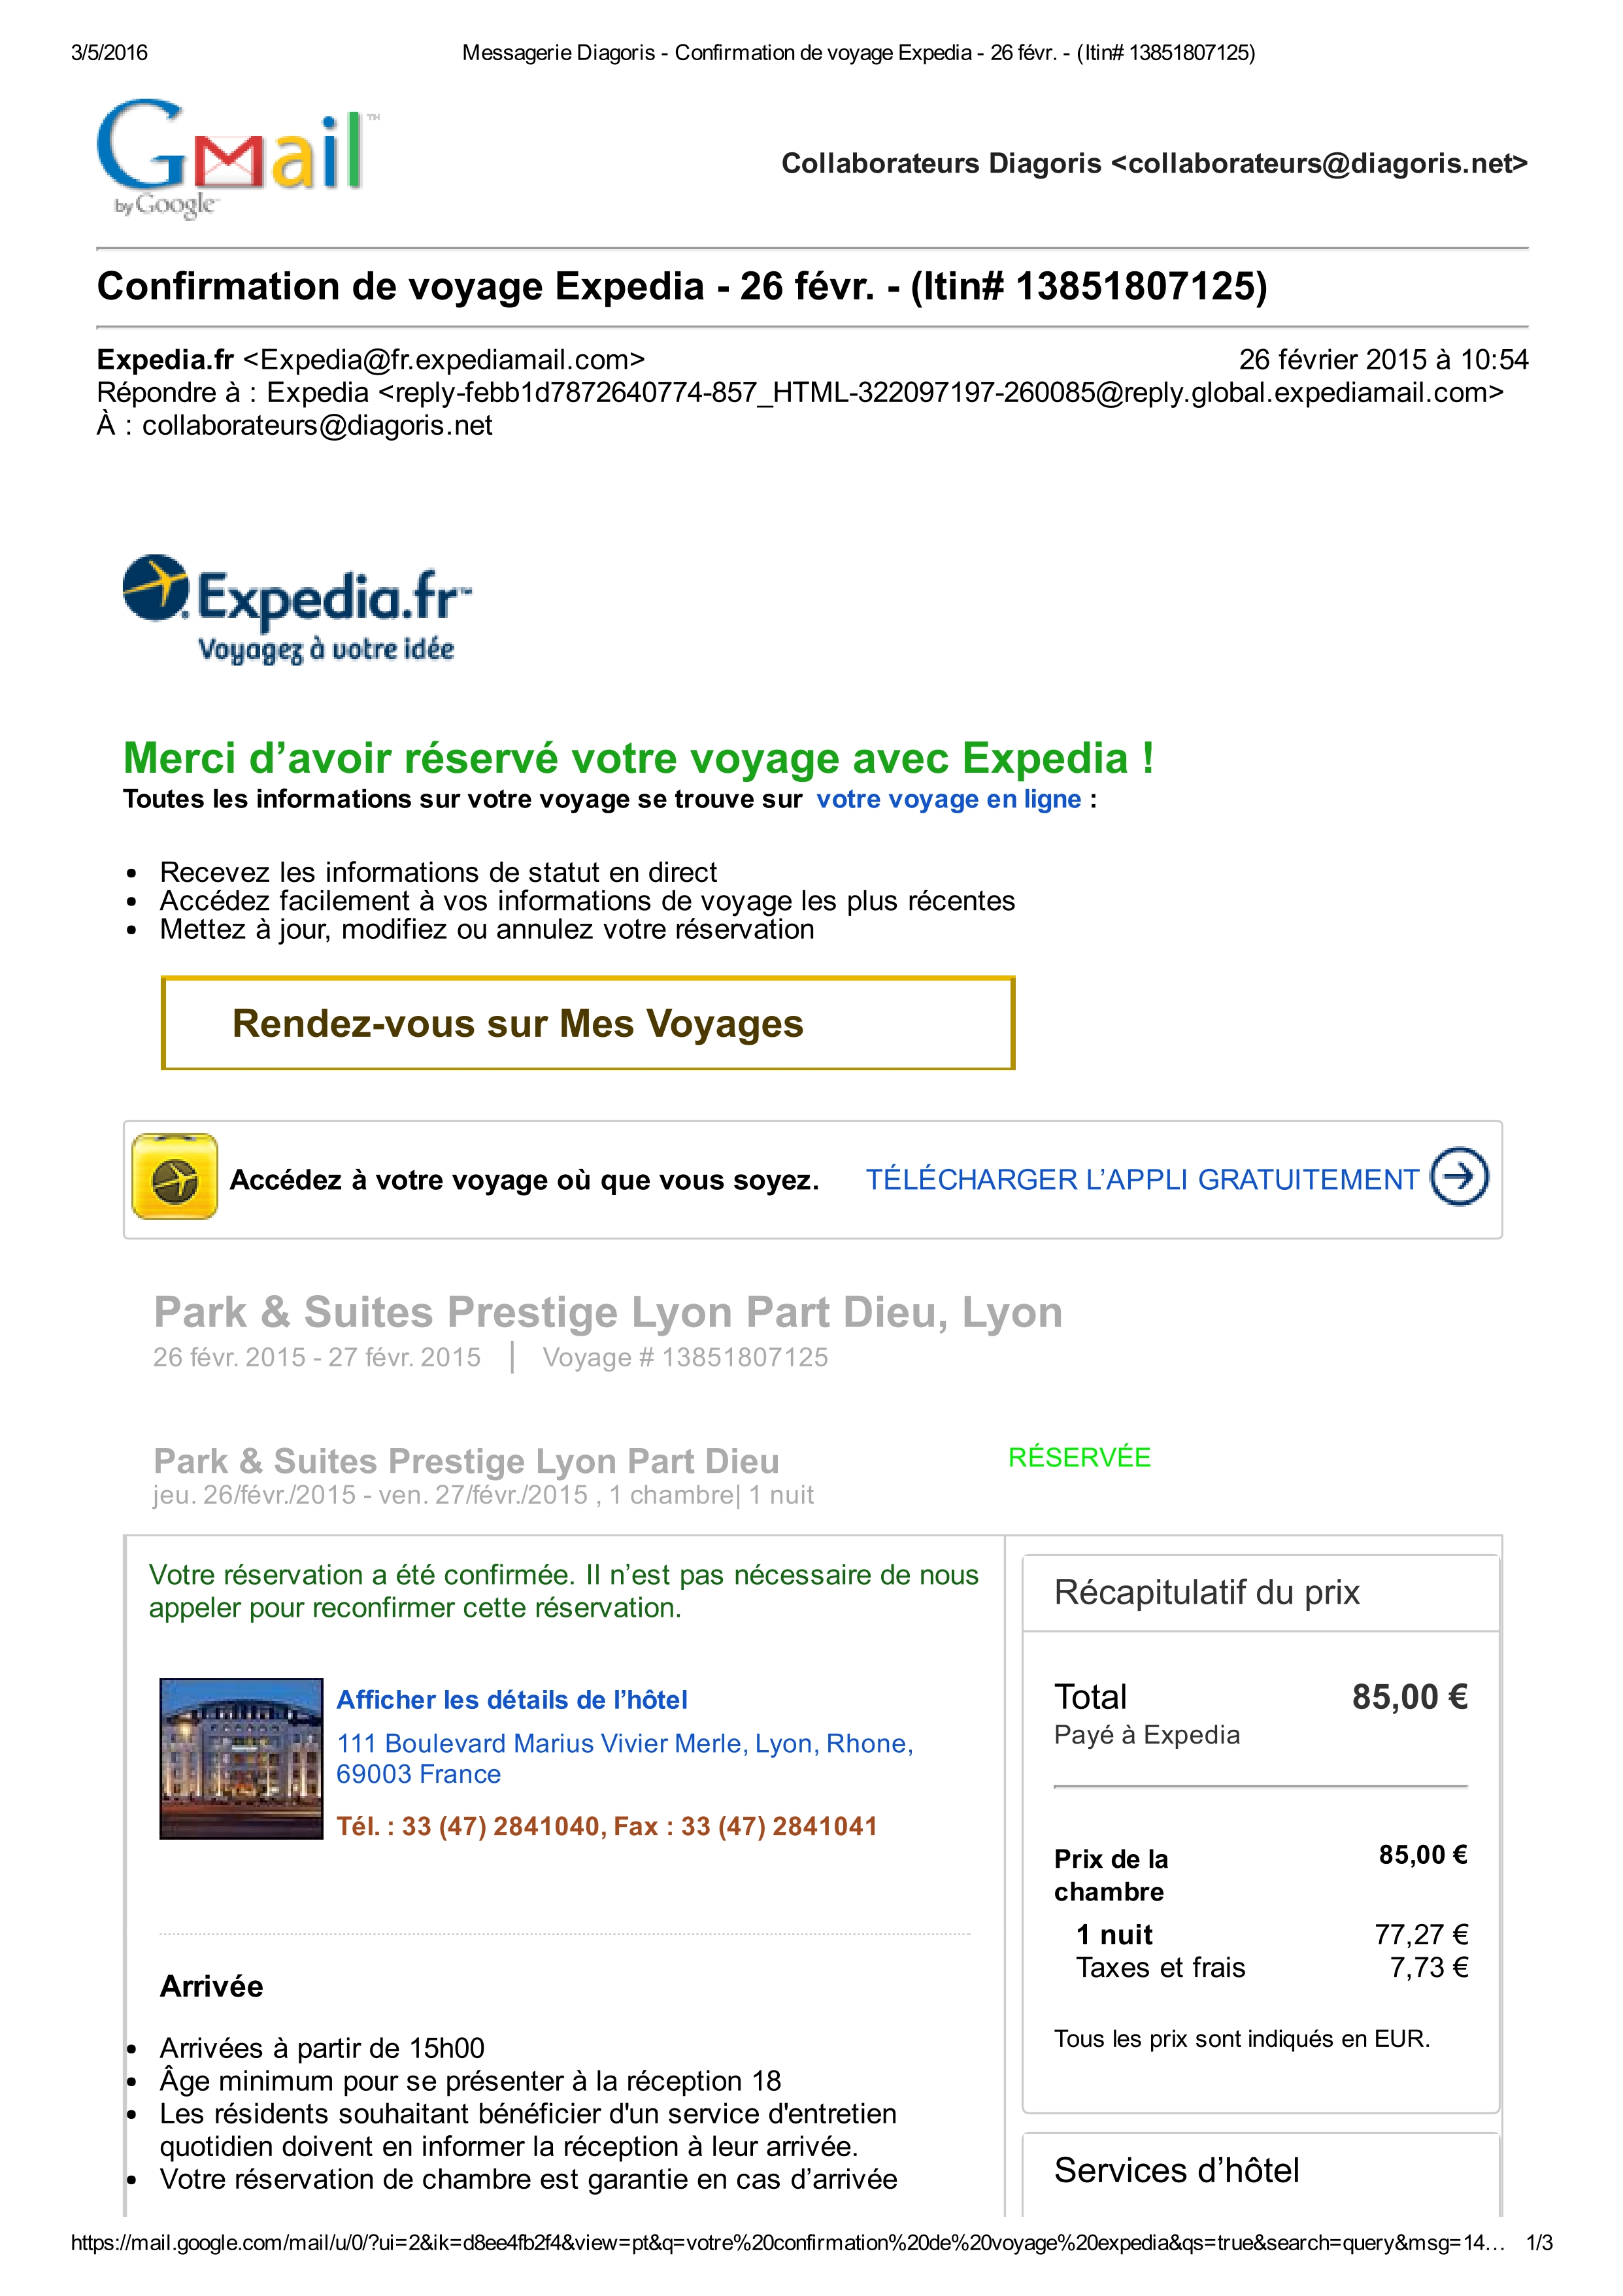 3/5/2016 Messagerie Diagoris - Confirmation de voyage Expedia - 26 févr. - (Itin# 13851807125)
Gmail™
by Google
Collaborateurs Diagoris <collaborateurs@diagoris.net>
Confirmation de voyage Expedia - 26 févr. - (Itin# 13851807125)
Expedia.fr <Expedia@fr.expediamail.com> 26 février 2015 à 10:54
Répondre à : Expedia <reply-febb1d7872640774-857_HTML-322097197-260085@reply.global.expediamail.com>
À : collaborateurs@diagoris.net
Expedia.fr™
Voyagez à votre idée
Merci d’avoir réservé votre voyage avec Expedia !
Toutes les informations sur votre voyage se trouve sur votre voyage en ligne :
• Recevez les informations de statut en direct
• Accédez facilement à vos informations de voyage les plus récentes
• Mettez à jour, modifiez ou annulez votre réservation
Rendez-vous sur Mes Voyages
Accédez à votre voyage où que vous soyez. TÉLÉCHARGER L’APPLI GRATUITEMENT
Park & Suites Prestige Lyon Part Dieu, Lyon
26 févr. 2015 - 27 févr. 2015 | Voyage # 13851807125
Park & Suites Prestige Lyon Part Dieu RÉSERVÉE
jeu. 26/févr./2015 - ven. 27/févr./2015 , 1 chambre| 1 nuit
Votre réservation a été confirmée. Il n’est pas nécessaire de nous
appeler pour reconfirmer cette réservation.
Afficher les détails de l’hôtel
111 Boulevard Marius Vivier Merle, Lyon, Rhone,
69003 France
Tél. : 33 (47) 2841040, Fax : 33 (47) 2841041
Arrivée
• Arrivées à partir de 15h00
• Âge minimum pour se présenter à la réception 18
• Les résidents souhaitant bénéficier d'un service d'entretien
quotidien doivent en informer la réception à leur arrivée.
• Votre réservation de chambre est garantie en cas d’arrivée
Récapitulatif du prix
Total 85,00 €
Payé à Expedia
Prix de la 85,00 €
chambre
1 nuit 77,27 €
Taxes et frais 7,73 €
Tous les prix sont indiqués en EUR.
Services d’hôtel
https://mail.google.com/mail/u/0/?ui=2&ik=d8ee4fb2f4&view=pt&q=votre%20confirmation%20de%20voyage%20expedia&qs=true&search=query&msg=14… 1/3